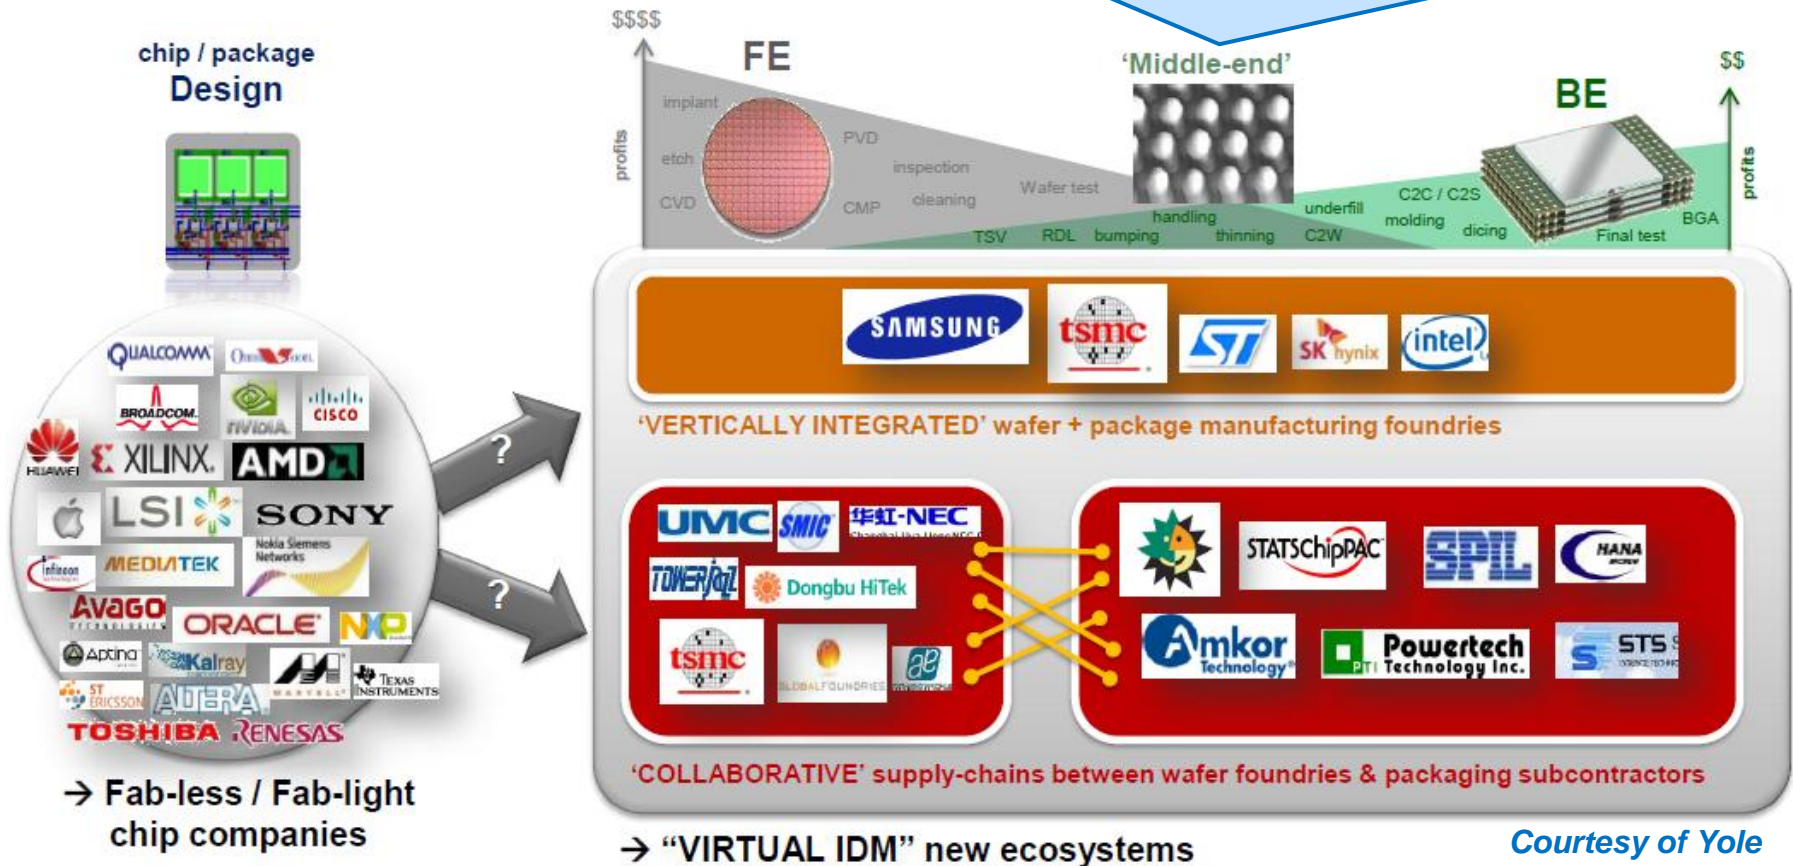 chip / package
Design
$$$$
FE
'Middle-end'
BE
$$
profits
implant
etch
CVD
PVD
CMP
inspection
cleaning
Wafer test
TSV
RDL
bumping
handling
thinning
underfill
C2W
C2C / C2S
molding
dicing
Final test
BGA
profits
QUALCOMM
BROADCOM.
nVIDIA.
CISCO
HUAWEI
XILINX.
AMD
LSI
SONY
Infineon
MEDIATEK
Nokia Siemens
Networks
AVAGO
TECHNOLOGIES
ORACLE
NXP
Aptina
Kalray
MARVELL
TEXAS
INSTRUMENTS
ST
ERICSSON
ALTERA
TOSHIBA
RENESAS
→ Fab-less / Fab-light
chip companies
?
?
SAMSUNG
tsmc
ST
SK hynix
intel
'VERTICALLY INTEGRATED' wafer + package manufacturing foundries
UMC
SMIC
华虹-NEC
TOWERjazz
Dongbu HiTek
tsmc
GLOBALFOUNDRIES
STATSChipPAC
SPIL
HANA
Amkor
Technology®
PTI
Powertech
Technology Inc.
STS
'COLLABORATIVE' supply-chains between wafer foundries & packaging subcontractors
→ "VIRTUAL IDM" new ecosystems
Courtesy of Yole